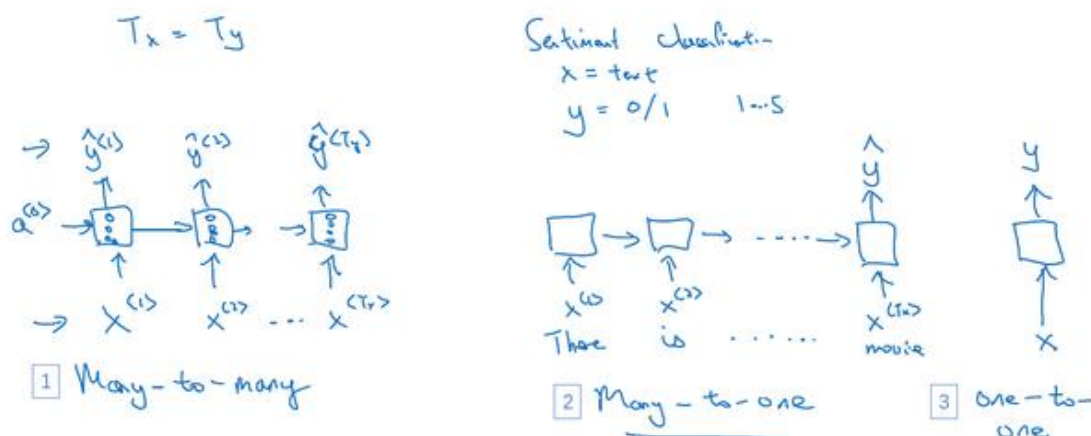 Tx = Ty
ŷ<1> ŷ<2> ŷ<Ty>
a<0>
x<1> x<2> ... x<Tx>
1 Many-to-many
Sentiment classification
x = text
y = 0/1 1...5
ŷ
.....
x<1> x<2> x<Tx>
There is ...... movie
2 Many-to-one
y
x
3 one-to-
one